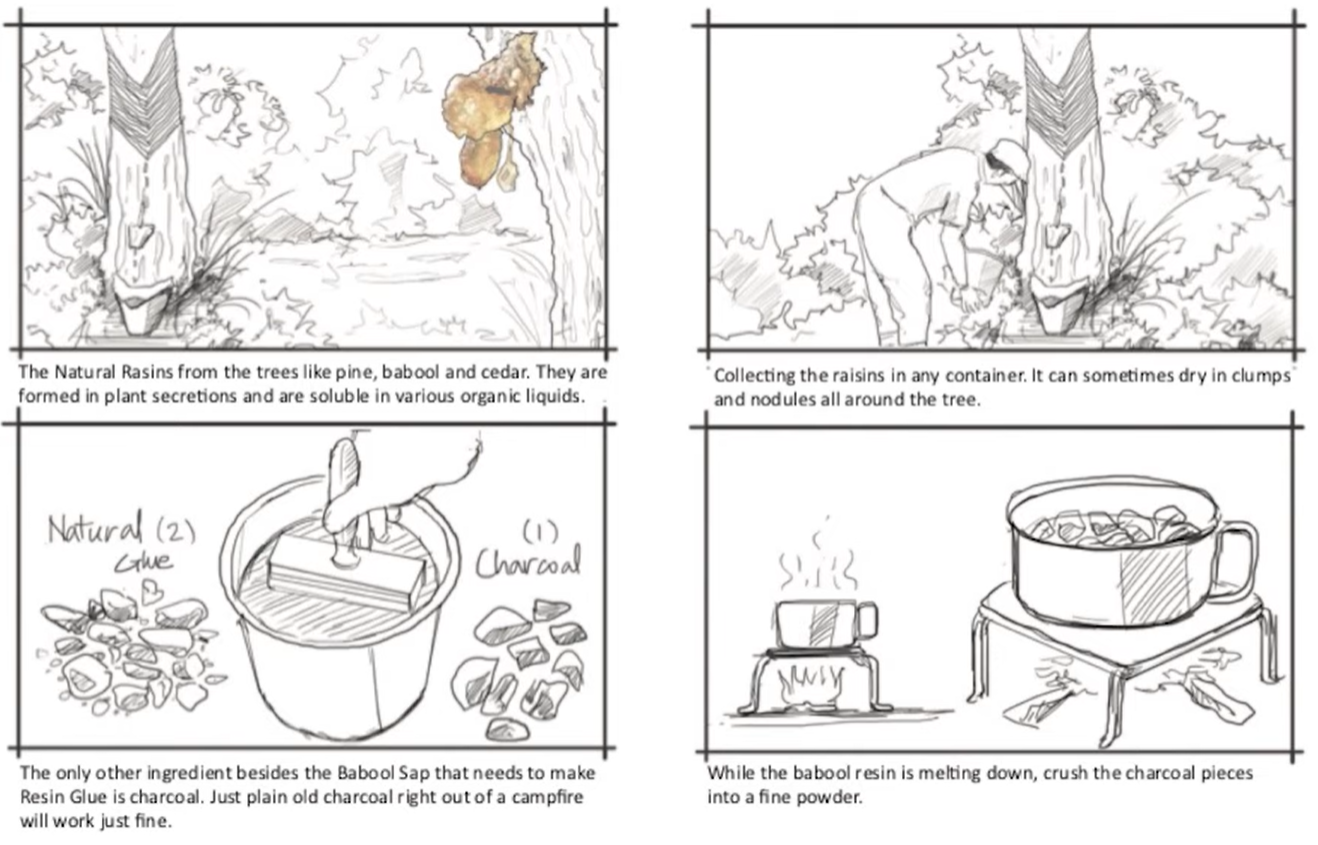 The Natural Rasins from the trees like pine, babool and cedar. They are
formed in plant secretions and are soluble in various organic liquids.
Collecting the raisins in any container. It can sometimes dry in clumps
and nodules all around the tree.
Natural (2)
Glue
(1)
Charcoal
The only other ingredient besides the Babool Sap that needs to make
Resin Glue is charcoal. Just plain old charcoal right out of a campfire
will work just fine.
While the babool resin is melting down, crush the charcoal pieces
into a fine powder.